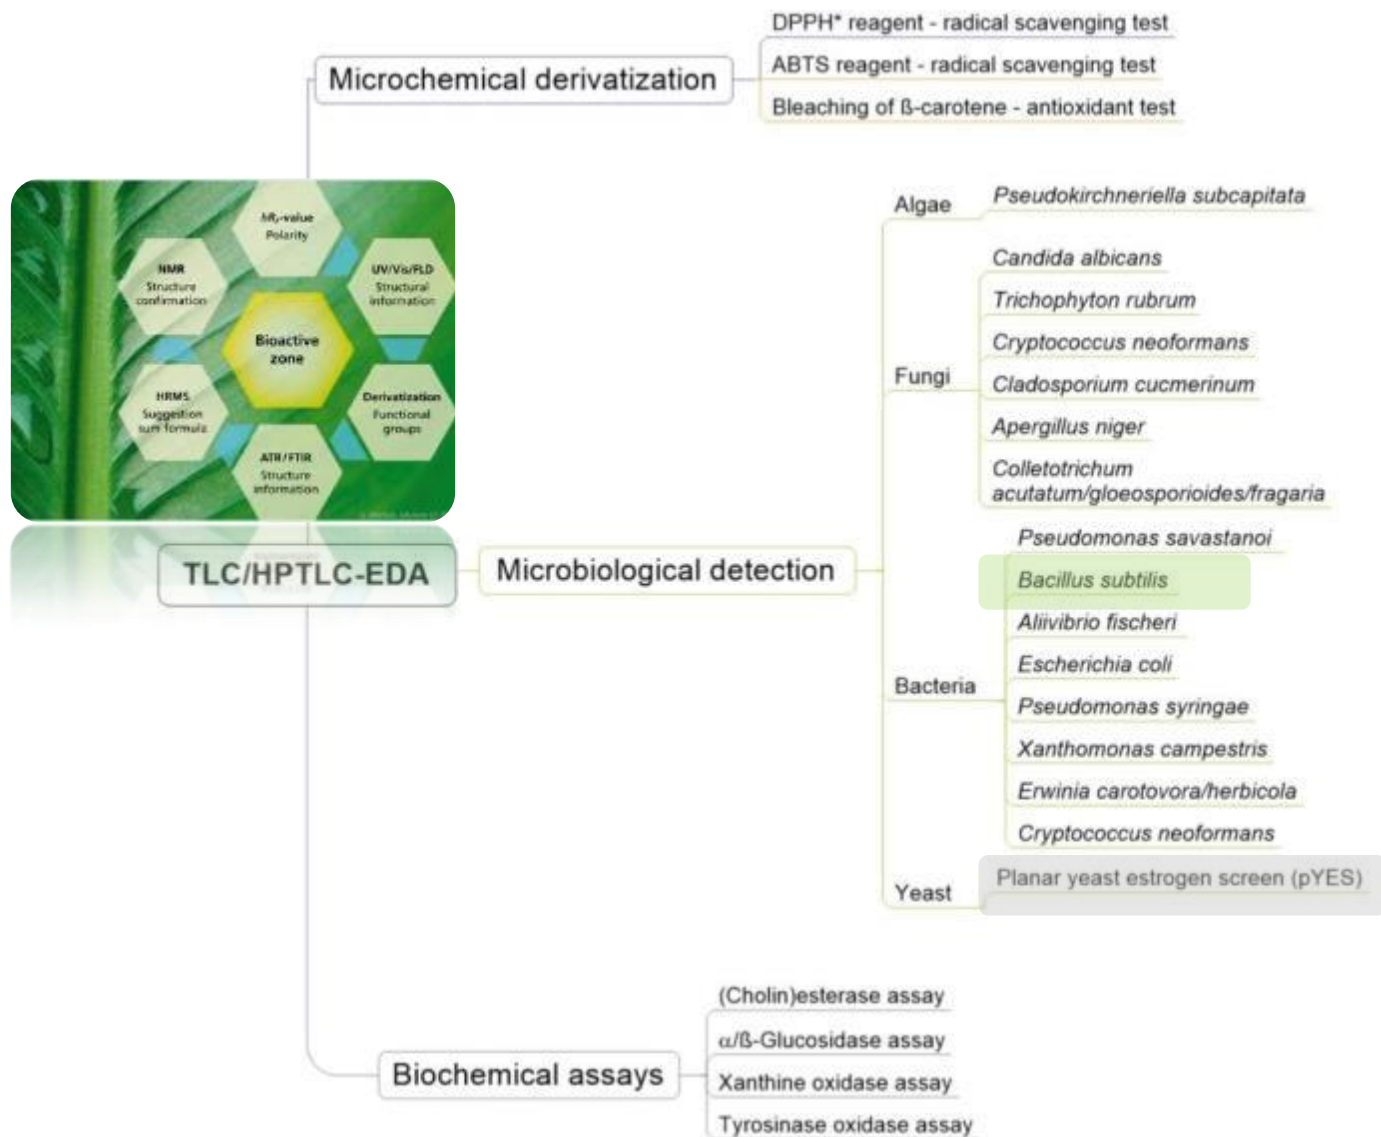 DPPH* reagent - radical scavenging test
Microchemical derivatization
ABTS reagent - radical scavenging test
Bleaching of ß-carotene - antioxidant test
hRF-value
Polarity
NMR
Structure
confirmation
UV/Vis/FLD
Structural
information
Bioactive
zone
HRMS
Suggestion
sum formula
Derivatization
Functional
groups
ATR/FTIR
Structure
information
TLC/HPTLC-EDA
Microbiological detection
Algae
Pseudokirchneriella subcapitata
Fungi
Candida albicans
Trichophyton rubrum
Cryptococcus neoformans
Cladosporium cucmerinum
Apergillus niger
Colletotrichum
acutatum/gloeosporioides/fragaria
Bacteria
Pseudomonas savastanoi
Bacillus subtilis
Aliivibrio fischeri
Escherichia coli
Pseudomonas syringae
Xanthomonas campestris
Erwinia carotovora/herbicola
Cryptococcus neoformans
Yeast
Planar yeast estrogen screen (pYES)
Biochemical assays
(Cholin)esterase assay
α/ß-Glucosidase assay
Xanthine oxidase assay
Tyrosinase oxidase assay